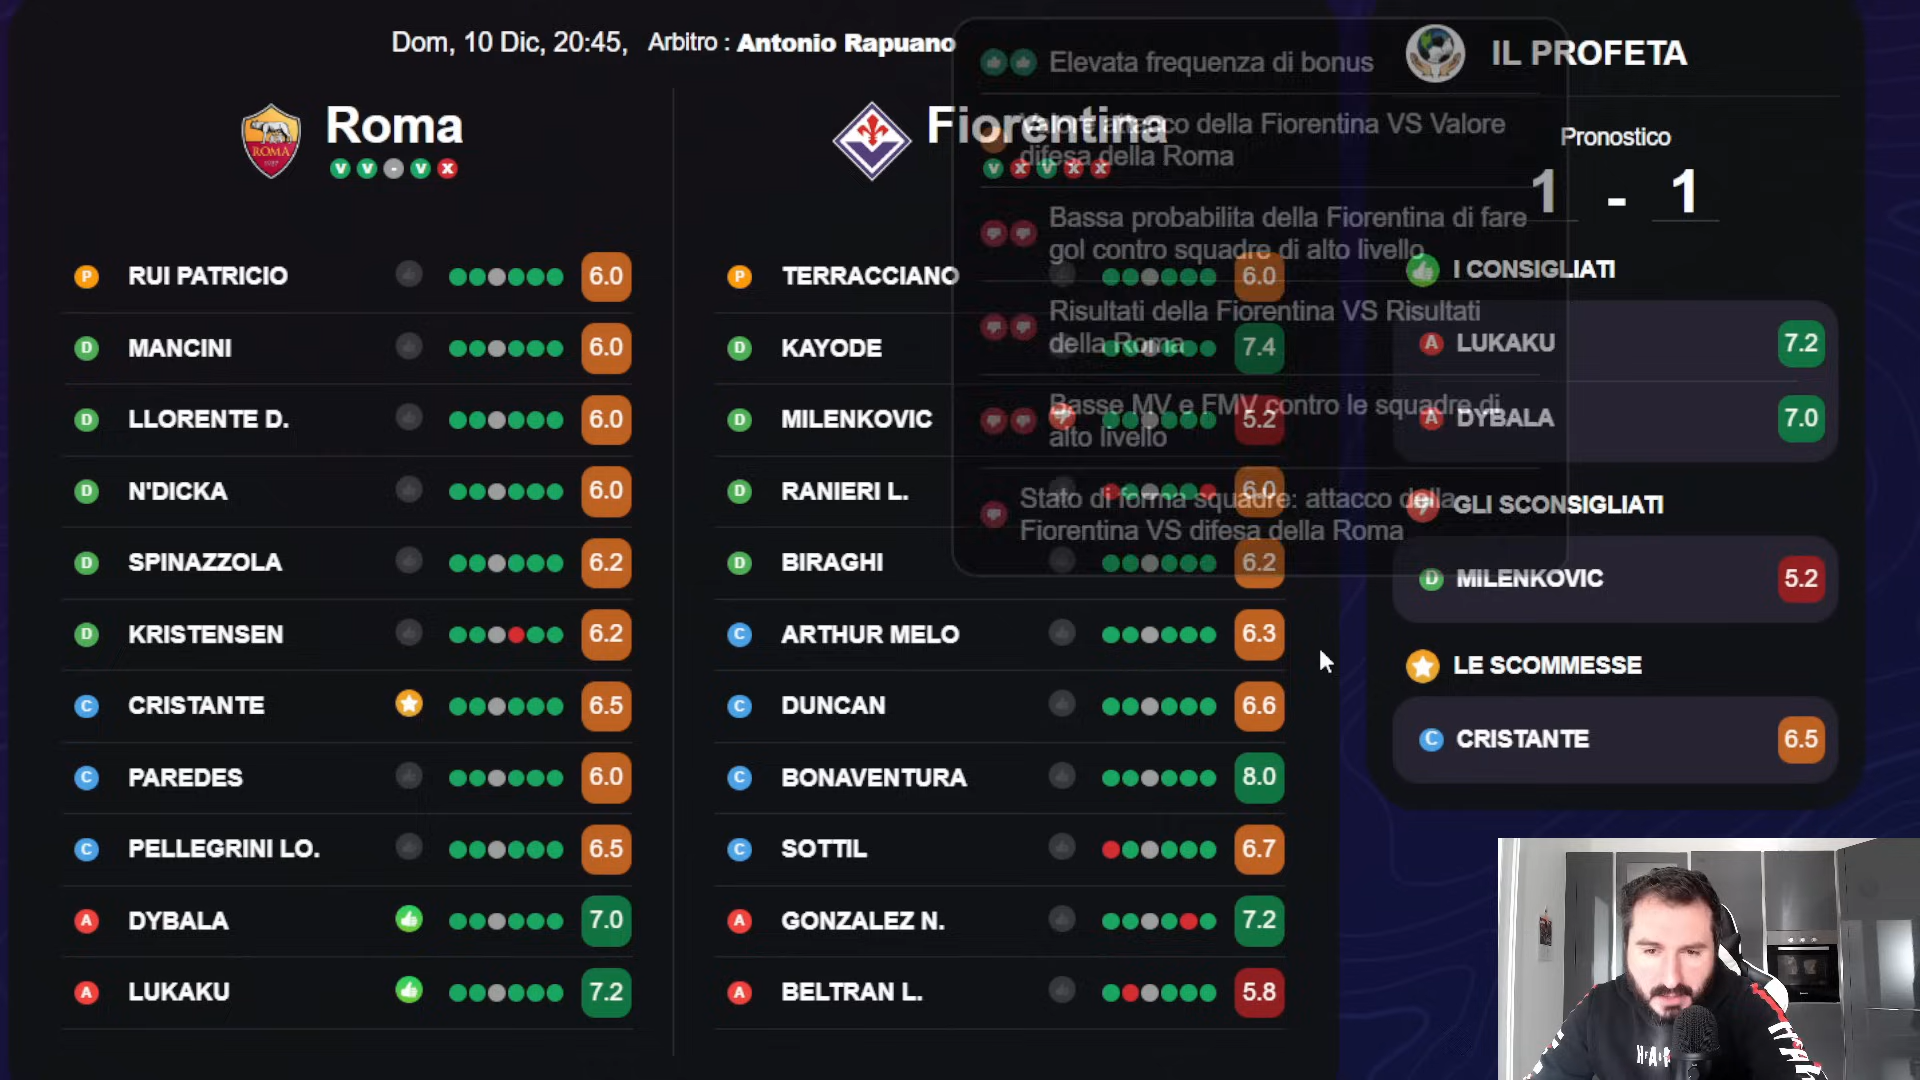 Dom, 10 Dic, 20:45, Arbitro : Antonio Rapuano
Roma
V V - V X
P RUI PATRICIO 6.0
D MANCINI 6.0
D LLORENTE D. 6.0
D N'DICKA 6.0
D SPINAZZOLA 6.2
D KRISTENSEN 6.2
C CRISTANTE 6.5
C PAREDES 6.0
C PELLEGRINI LO. 6.5
A DYBALA 7.0
A LUKAKU 7.2
Fiorentina
V X V X X
P TERRACCIANO 6.0
D KAYODE 7.4
D MILENKOVIC 5.2
D RANIERI L. 6.0
D BIRAGHI 6.2
C ARTHUR MELO 6.3
C DUNCAN 6.6
C BONAVENTURA 8.0
C SOTTIL 6.7
A GONZALEZ N. 7.2
A BELTRAN L. 5.8
Elevata frequenza di bonus
Valore attacco della Fiorentina VS Valore
difesa della Roma
Bassa probabilita della Fiorentina di fare
gol contro squadre di alto livello
Risultati della Fiorentina VS Risultati
della Roma
Basse MV e FMV contro le squadre di
alto livello
Stato di forma squadre: attacco della
Fiorentina VS difesa della Roma
IL PROFETA
Pronostico
1 - 1
I CONSIGLIATI
A LUKAKU 7.2
A DYBALA 7.0
GLI SCONSIGLIATI
D MILENKOVIC 5.2
LE SCOMMESSE
C CRISTANTE 6.5